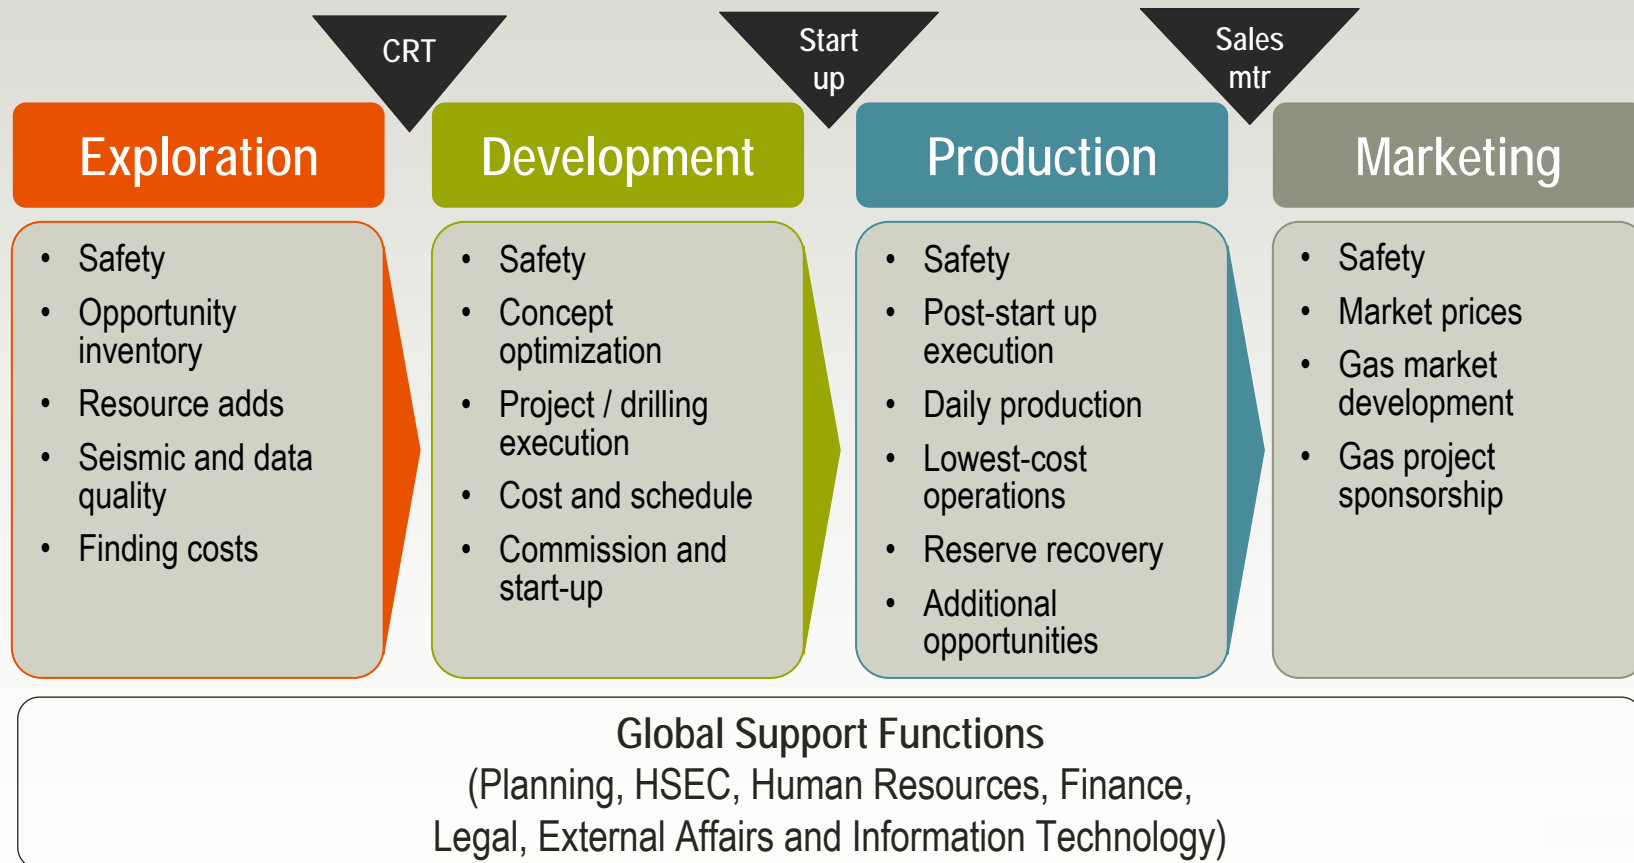 CRT
Start
up
Sales
mtr
Exploration
Development
Production
Marketing
• Safety
• Opportunity
inventory
• Resource adds
• Seismic and data
quality
• Finding costs
• Safety
• Concept
optimization
• Project / drilling
execution
• Cost and schedule
• Commission and
start-up
• Safety
• Post-start up
execution
• Daily production
• Lowest-cost
operations
• Reserve recovery
• Additional
opportunities
• Safety
• Market prices
• Gas market
development
• Gas project
sponsorship
Global Support Functions
(Planning, HSEC, Human Resources, Finance,
Legal, External Affairs and Information Technology)